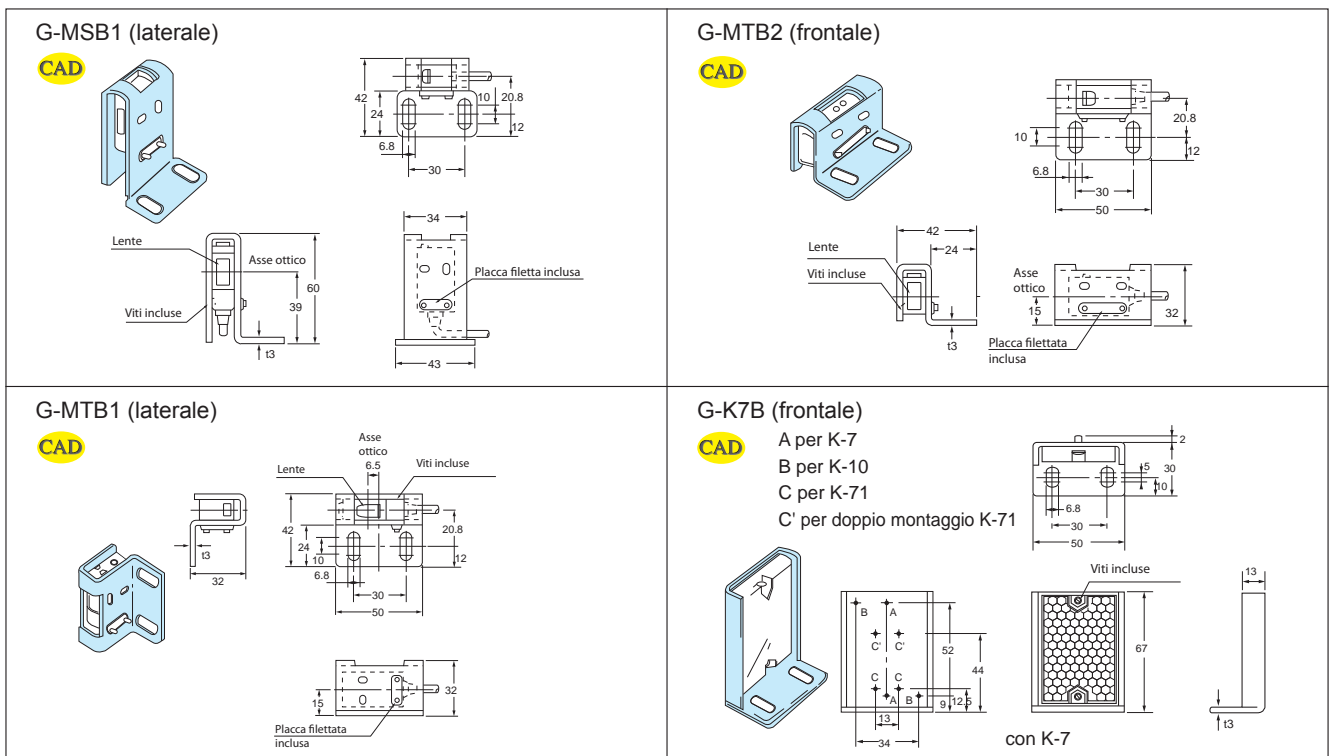 G-MSB1 (laterale)
CAD
42
24
10
20.8
12
6.8
30
Lente
Asse ottico
Viti incluse
60
39
t3
34
Placca filetta inclusa
43
G-MTB2 (frontale)
CAD
10
20.8
12
6.8
30
50
42
24
Lente
Viti incluse
t3
Asse
ottico
15
32
Placca filettata
inclusa
G-MTB1 (laterale)
CAD
t3
32
Asse
ottico
6.5
Lente
Viti incluse
42
24
10
20.8
12
6.8
30
50
15
32
Placca filettata
inclusa
G-K7B (frontale)
CAD
A per K-7
B per K-10
C per K-71
C' per doppio montaggio K-71
2
30
5
10
6.8
30
50
B
A
C'
C'
C
C
A
B
52
44
9
12.5
13
34
Viti incluse
67
con K-7
13
t3